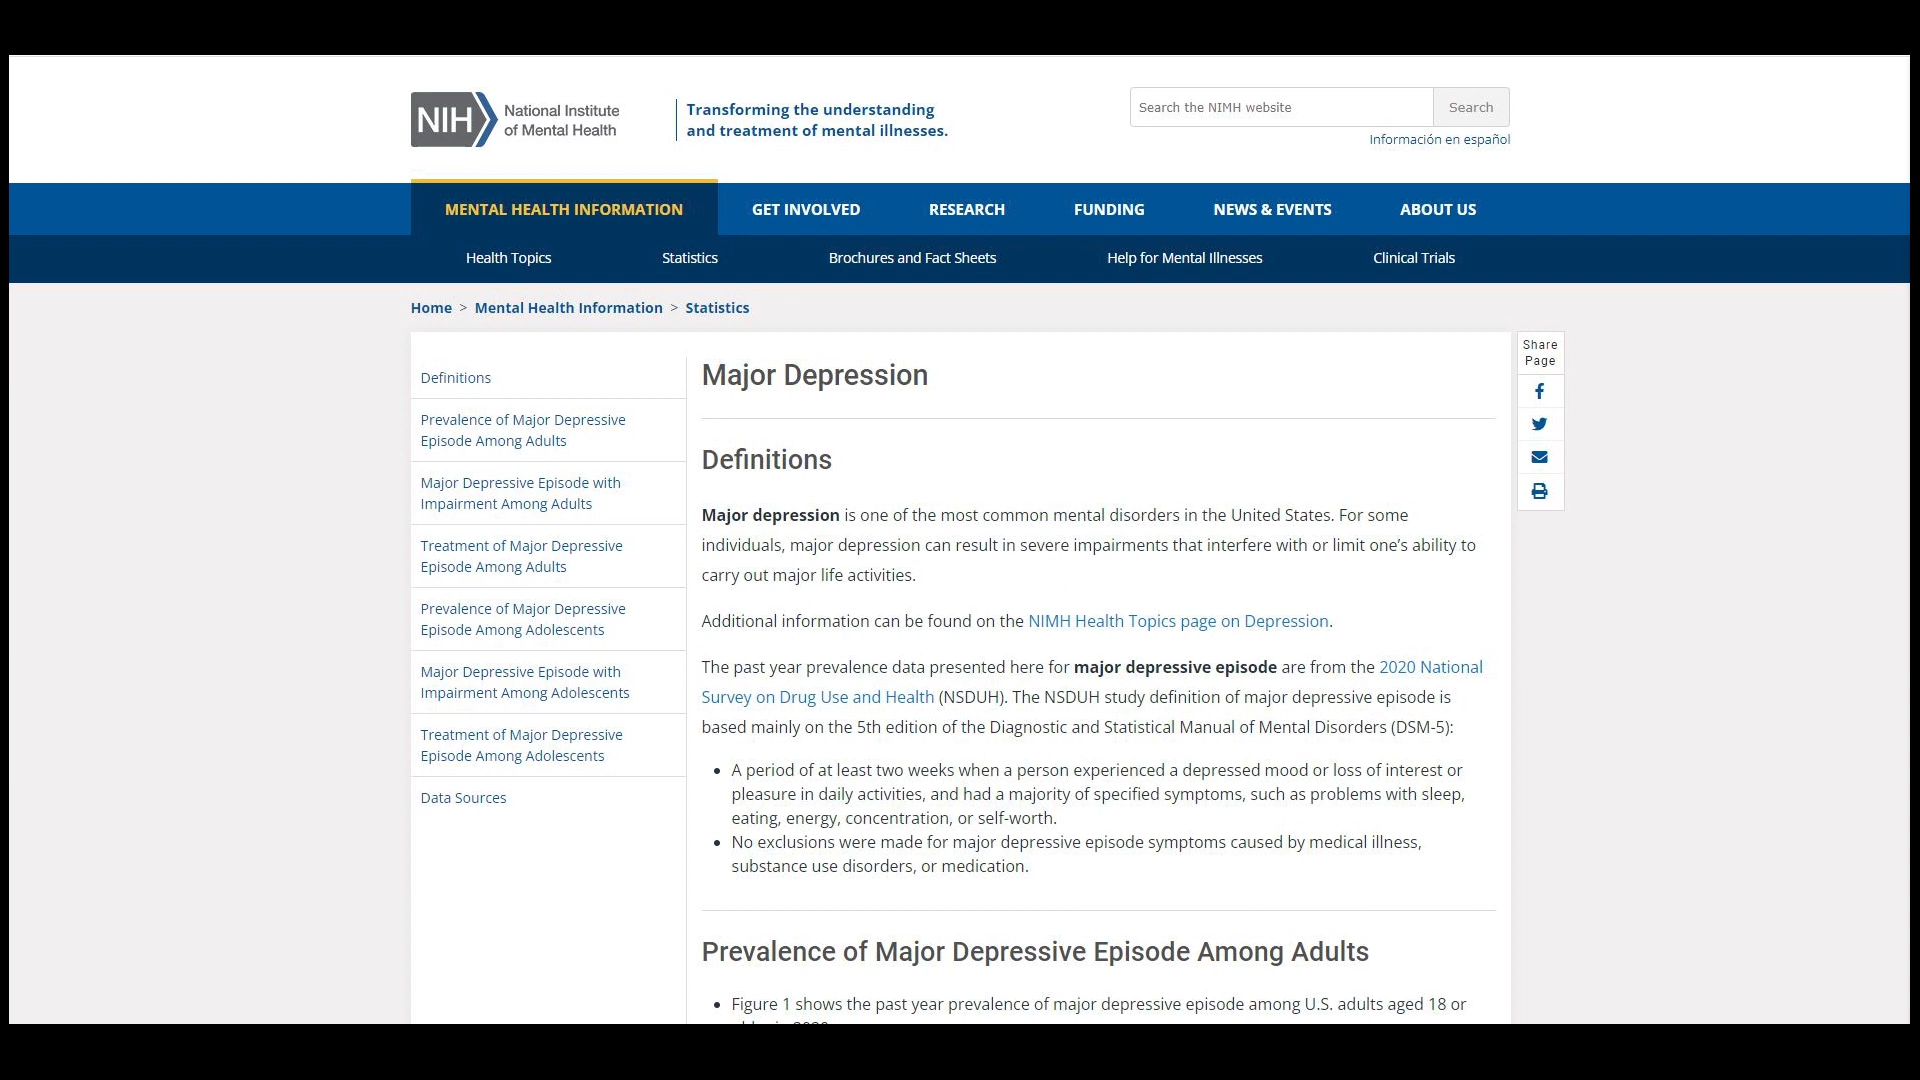 NIH
National Institute
of Mental Health
Transforming the understanding
and treatment of mental illnesses.
Search the NIMH website
Search
Información en español
MENTAL HEALTH INFORMATION
GET INVOLVED
RESEARCH
FUNDING
NEWS & EVENTS
ABOUT US
Health Topics
Statistics
Brochures and Fact Sheets
Help for Mental Illnesses
Clinical Trials
Home > Mental Health Information > Statistics
Definitions
Prevalence of Major Depressive
Episode Among Adults
Major Depressive Episode with
Impairment Among Adults
Treatment of Major Depressive
Episode Among Adults
Prevalence of Major Depressive
Episode Among Adolescents
Major Depressive Episode with
Impairment Among Adolescents
Treatment of Major Depressive
Episode Among Adolescents
Data Sources
Major Depression
Definitions
Major depression is one of the most common mental disorders in the United States. For some
individuals, major depression can result in severe impairments that interfere with or limit one’s ability to
carry out major life activities.
Additional information can be found on the NIMH Health Topics page on Depression.
The past year prevalence data presented here for major depressive episode are from the 2020 National
Survey on Drug Use and Health (NSDUH). The NSDUH study definition of major depressive episode is
based mainly on the 5th edition of the Diagnostic and Statistical Manual of Mental Disorders (DSM-5):
• A period of at least two weeks when a person experienced a depressed mood or loss of interest or
pleasure in daily activities, and had a majority of specified symptoms, such as problems with sleep,
eating, energy, concentration, or self-worth.
• No exclusions were made for major depressive episode symptoms caused by medical illness,
substance use disorders, or medication.
Prevalence of Major Depressive Episode Among Adults
• Figure 1 shows the past year prevalence of major depressive episode among U.S. adults aged 18 or
Share
Page